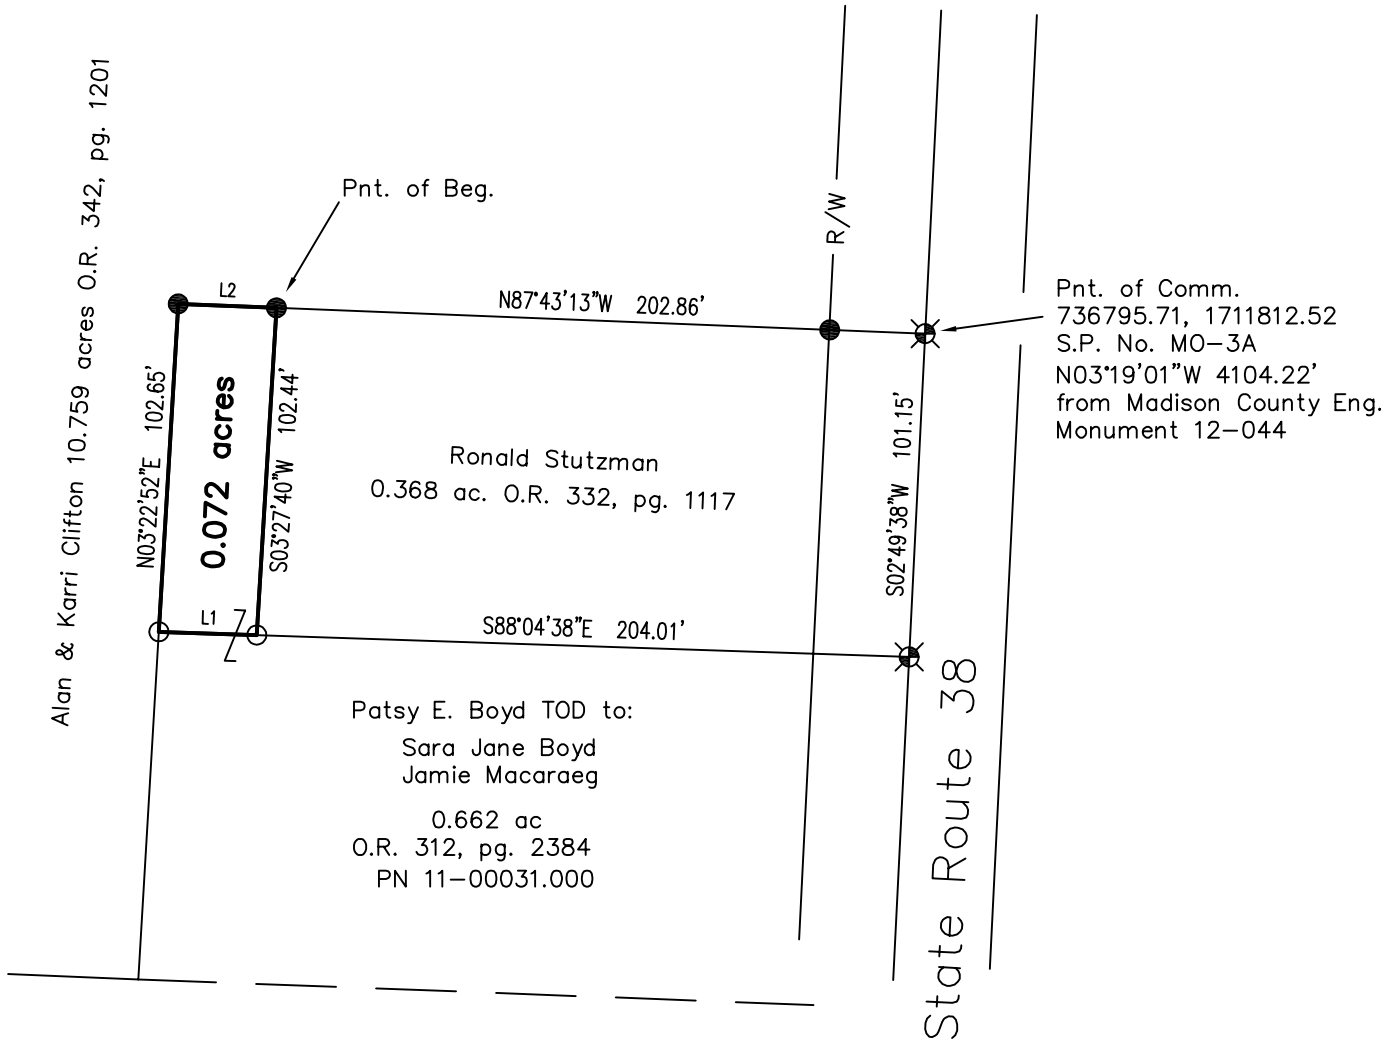 Alan & Karri Clifton 10.759 acres O.R. 342, pg. 1201
Pnt. of Beg.
R/W
L2
N87°43'13"W 202.86'
Pnt. of Comm.
736795.71, 1711812.52
S.P. No. MO-3A
N03°19'01"W 4104.22'
from Madison County Eng.
Monument 12-044
N03°22'52"E 102.65'
0.072 acres
S03°27'40"W 102.44'
Ronald Stutzman
0.368 ac. O.R. 332, pg. 1117
S02°49'38"W 101.15'
L1
S88°04'38"E 204.01'
Patsy E. Boyd TOD to:
Sara Jane Boyd
Jamie Macaraeg
0.662 ac
O.R. 312, pg. 2384
PN 11-00031.000
State Route 38